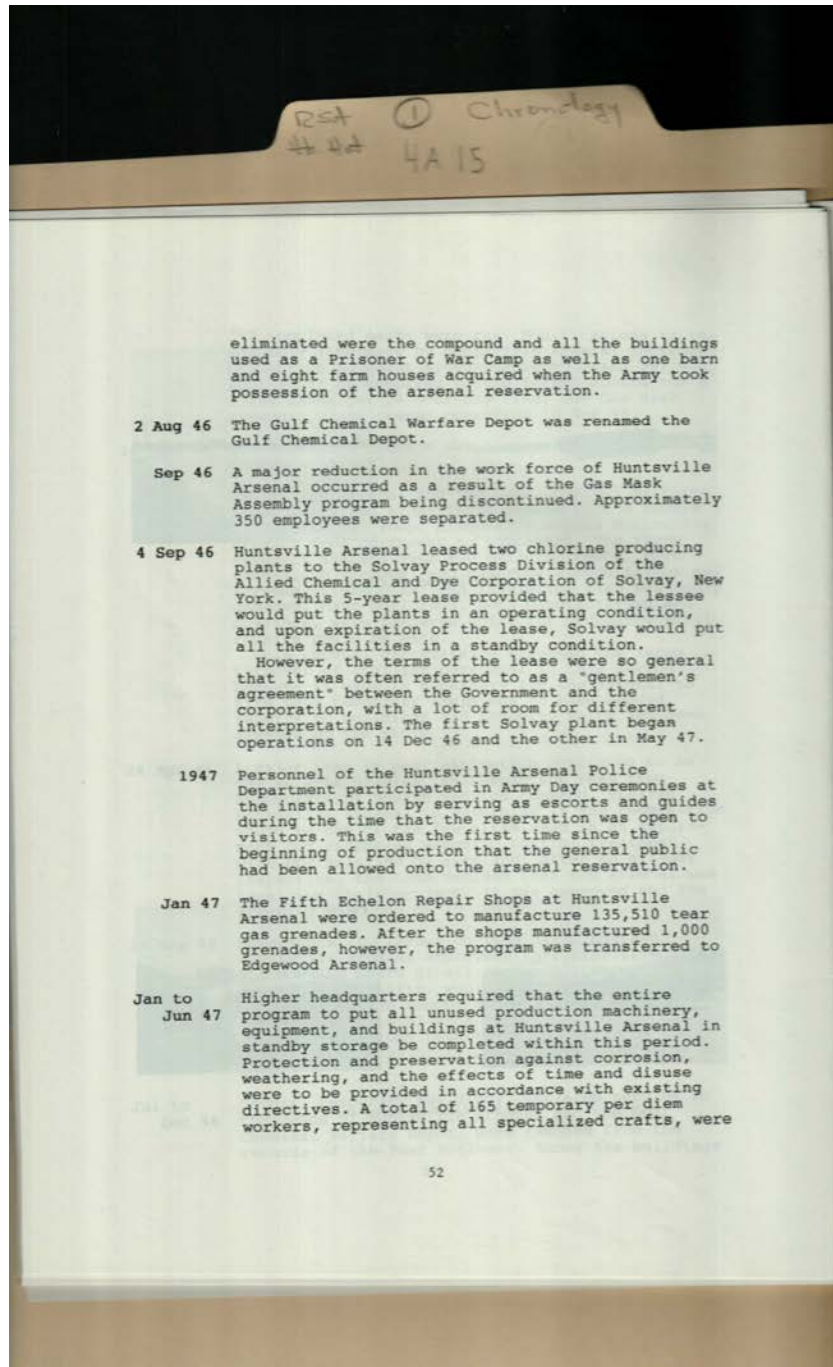 RSA ① Chronology
4A 15
eliminated were the compound and all the buildings
used as a Prisoner of War Camp as well as one barn
and eight farm houses acquired when the Army took
possession of the arsenal reservation.
2 Aug 46 The Gulf Chemical Warfare Depot was renamed the
Gulf Chemical Depot.
Sep 46 A major reduction in the work force of Huntsville
Arsenal occurred as a result of the Gas Mask
Assembly program being discontinued. Approximately
350 employees were separated.
4 Sep 46 Huntsville Arsenal leased two chlorine producing
plants to the Solvay Process Division of the
Allied Chemical and Dye Corporation of Solvay, New
York. This 5-year lease provided that the lessee
would put the plants in an operating condition,
and upon expiration of the lease, Solvay would put
all the facilities in a standby condition.
However, the terms of the lease were so general
that it was often referred to as a "gentlemen's
agreement" between the Government and the
corporation, with a lot of room for different
interpretations. The first Solvay plant began
operations on 14 Dec 46 and the other in May 47.
1947 Personnel of the Huntsville Arsenal Police
Department participated in Army Day ceremonies at
the installation by serving as escorts and guides
during the time that the reservation was open to
visitors. This was the first time since the
beginning of production that the general public
had been allowed onto the arsenal reservation.
Jan 47 The Fifth Echelon Repair Shops at Huntsville
Arsenal were ordered to manufacture 135,510 tear
gas grenades. After the shops manufactured 1,000
grenades, however, the program was transferred to
Edgewood Arsenal.
Jan to Higher headquarters required that the entire
Jun 47 program to put all unused production machinery,
equipment, and buildings at Huntsville Arsenal in
standby storage be completed within this period.
Protection and preservation against corrosion,
weathering, and the effects of time and disuse
were to be provided in accordance with existing
directives. A total of 165 temporary per diem
workers, representing all specialized crafts, were
52